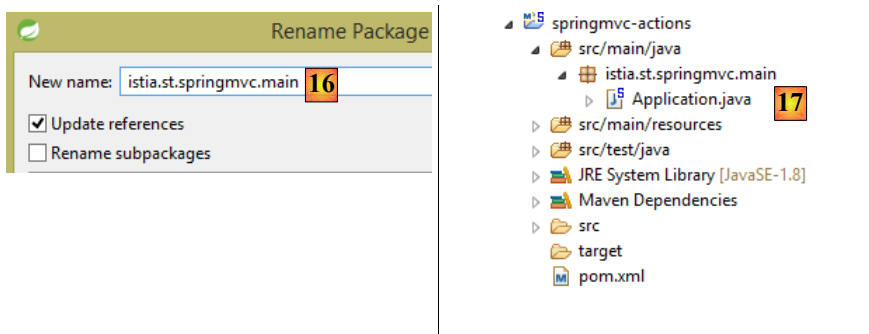 Rename Package
New name: istia.st.springmvc.main 16
Update references
Rename subpackages
springmvc-actions
src/main/java
istia.st.springmvc.main
Application.java 17
src/main/resources
src/test/java
JRE System Library [JavaSE-1.8]
Maven Dependencies
src
target
pom.xml